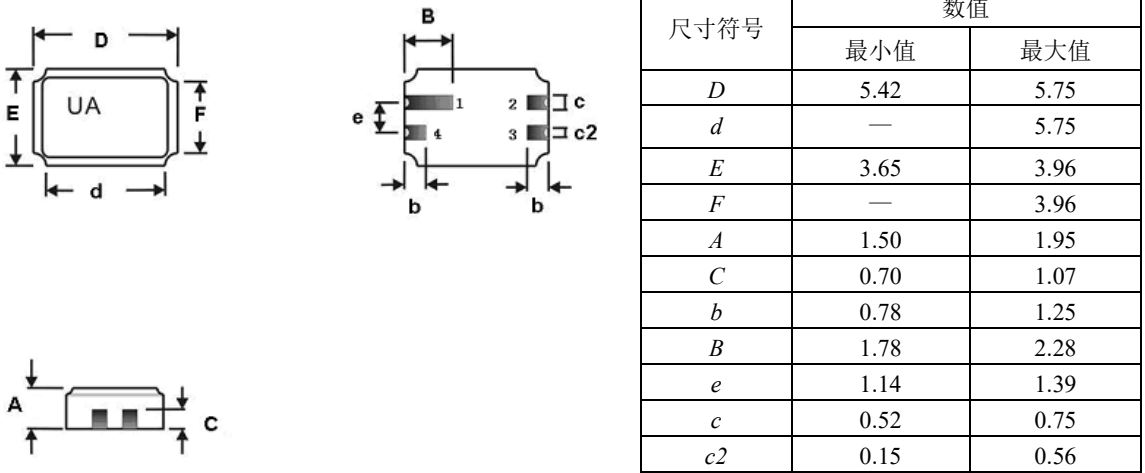 B
D
E
UA
F
d
e
1
2
4
3
c
c2
b
b
A
C
尺寸符号 数值
最小值 最大值
D 5.42 5.75
d — 5.75
E 3.65 3.96
F — 3.96
A 1.50 1.95
C 0.70 1.07
b 0.78 1.25
B 1.78 2.28
e 1.14 1.39
c 0.52 0.75
c2 0.15 0.56